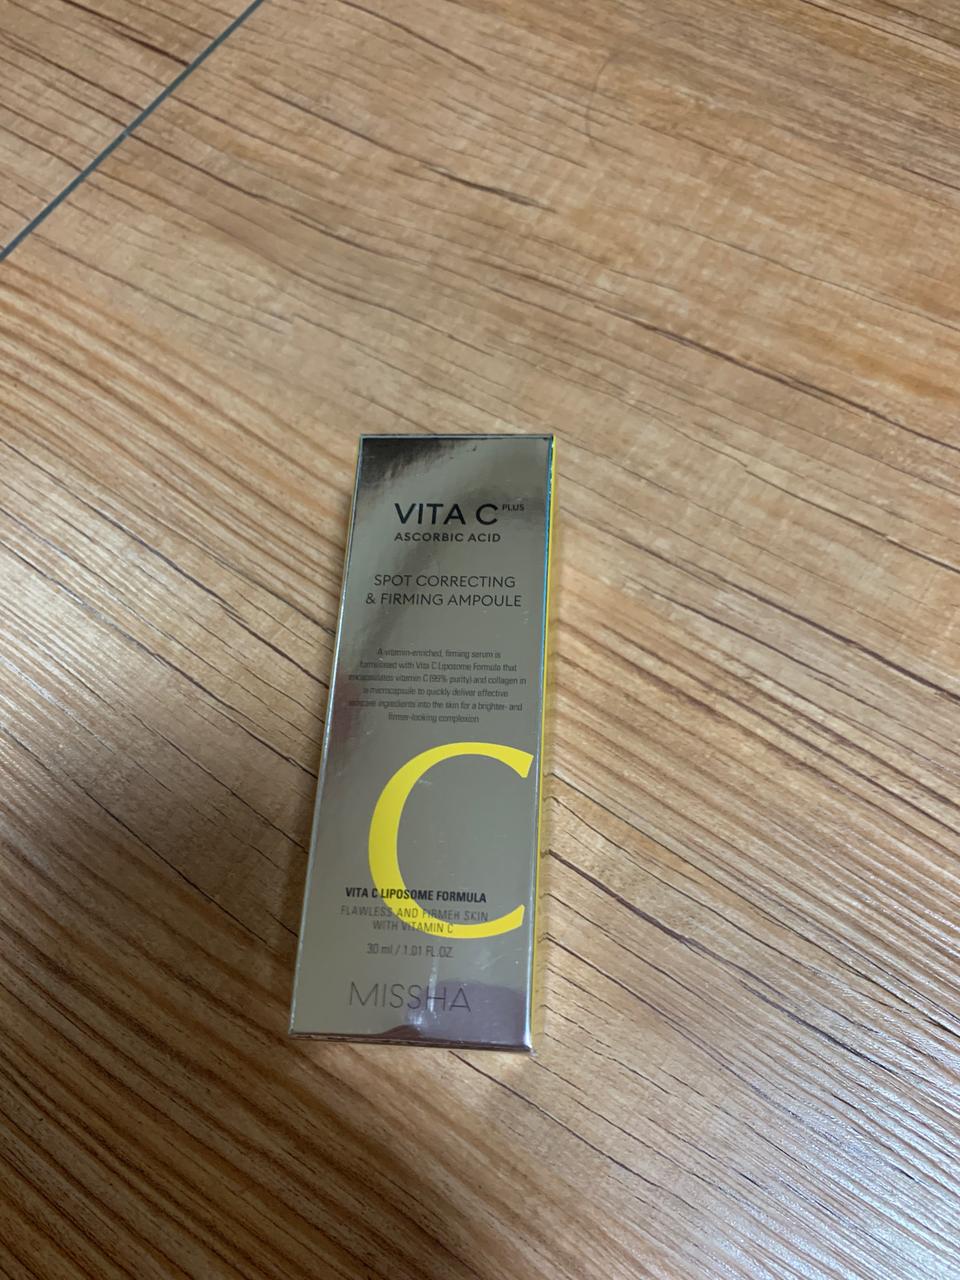 VITA C PLUS
ASCORBIC ACID
SPOT CORRECTING
& FIRMING AMPOULE
A vitamin-enriched, firming serum is
formulated with Vita C Liposome Formula that
encapsulates vitamin C (99% purity) and collagen in
a microcapsule to quickly deliver effective
skincare ingredients into the skin for a brighter- and
firmer-looking complexion
C
VITA C LIPOSOME FORMULA
FLAWLESS AND FIRMER SKIN
WITH VITAMIN C
30 ml / 1.01 FL.OZ.
MISSHA